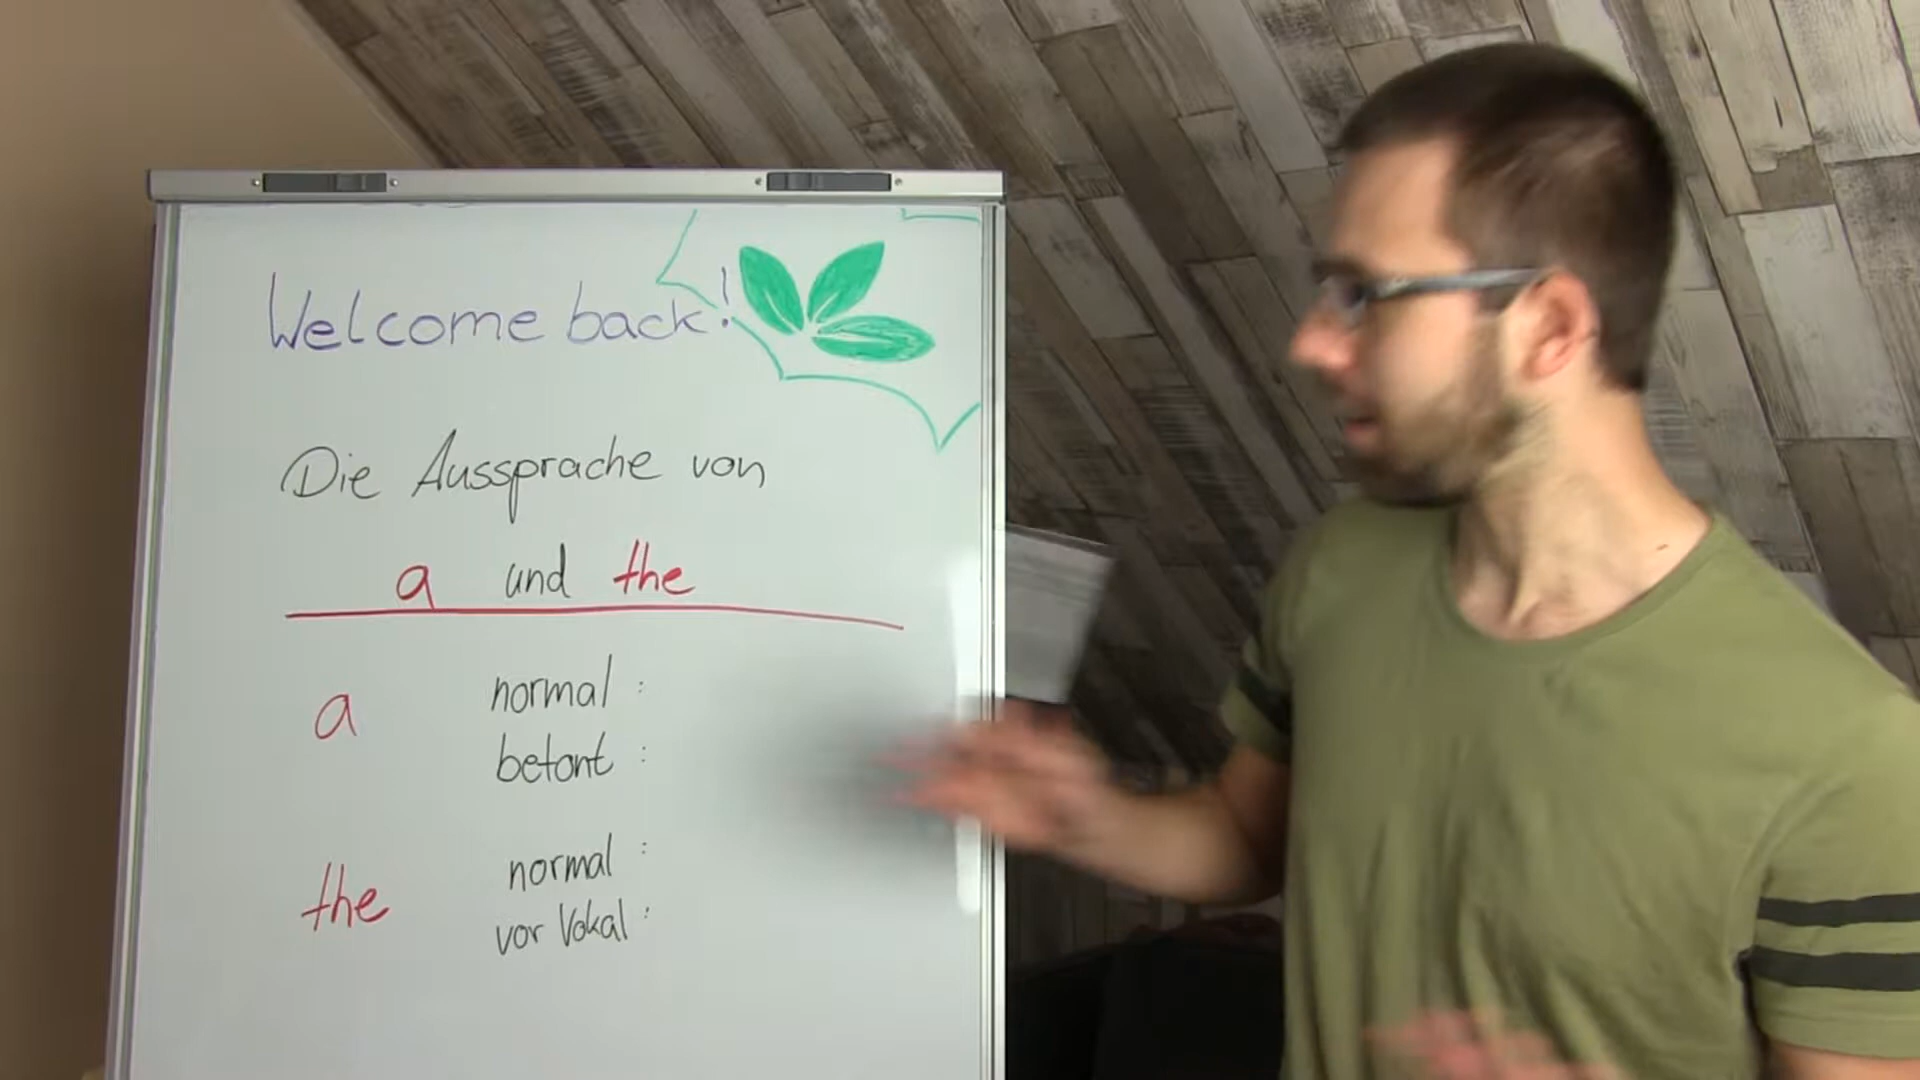 Welcome back!
Die Aussprache von
a und the
a normal :
betont :
the normal :
vor Vokal :